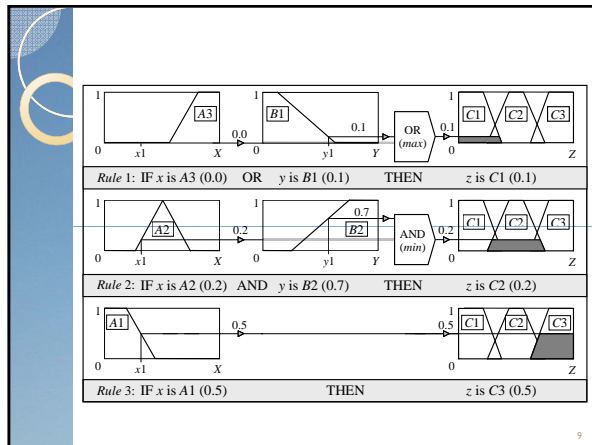 1 1 1
A3 B1 C1 C2 C3
0.0 0.1 OR (max) 0.1
0 x1 X 0 y1 Y 0 Z
Rule 1: IF x is A3 (0.0) OR y is B1 (0.1) THEN z is C1 (0.1)
1 1 1
A2 0.2 B2 0.7 AND (min) 0.2 C1 C2 C3
0 x1 X 0 y1 Y 0 Z
Rule 2: IF x is A2 (0.2) AND y is B2 (0.7) THEN z is C2 (0.2)
1 1
A1 0.5 0.5 C1 C2 C3
0 x1 X 0 Z
Rule 3: IF x is A1 (0.5) THEN z is C3 (0.5)
9